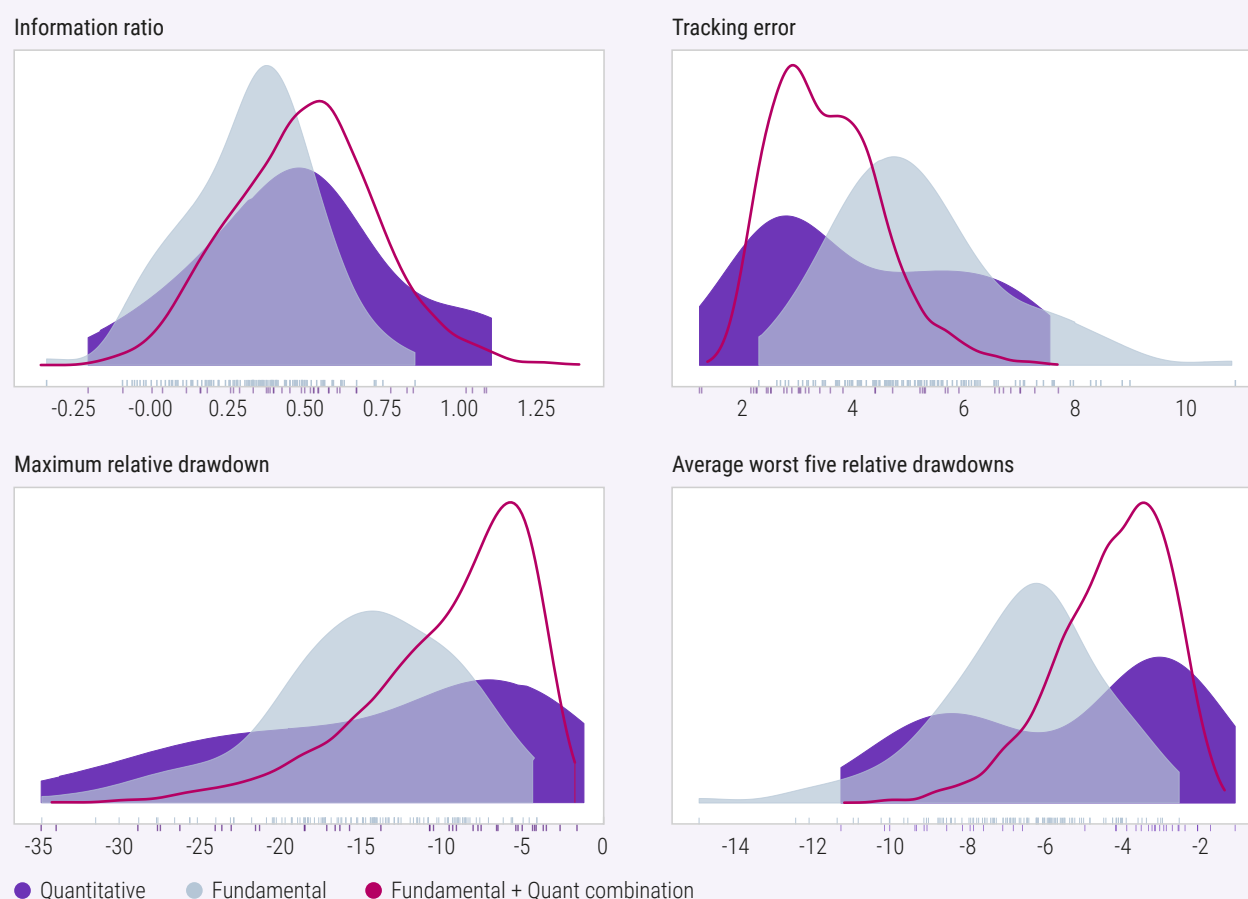 Information ratio
Tracking error
-0.25 -0.00 0.25 0.50 0.75 1.00 1.25
2 4 6 8 10
Maximum relative drawdown
Average worst five relative drawdowns
-35 -30 -25 -20 -15 -10 -5 0
-14 -12 -10 -8 -6 -4 -2
Quantitative Fundamental Fundamental + Quant combination